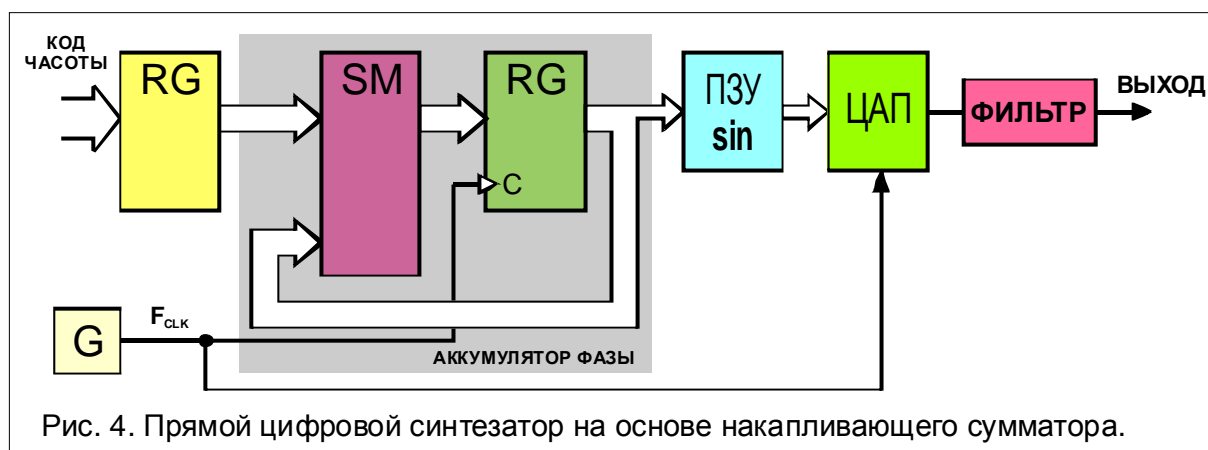 КОД
ЧАСОТЫ
RG
SM
RG
C
ПЗУ
sin
ЦАП
ФИЛЬТР
ВЫХОД
G
FCLK
АККУМУЛЯТОР ФАЗЫ
Рис. 4. Прямой цифровой синтезатор на основе накапливающего сумматора.